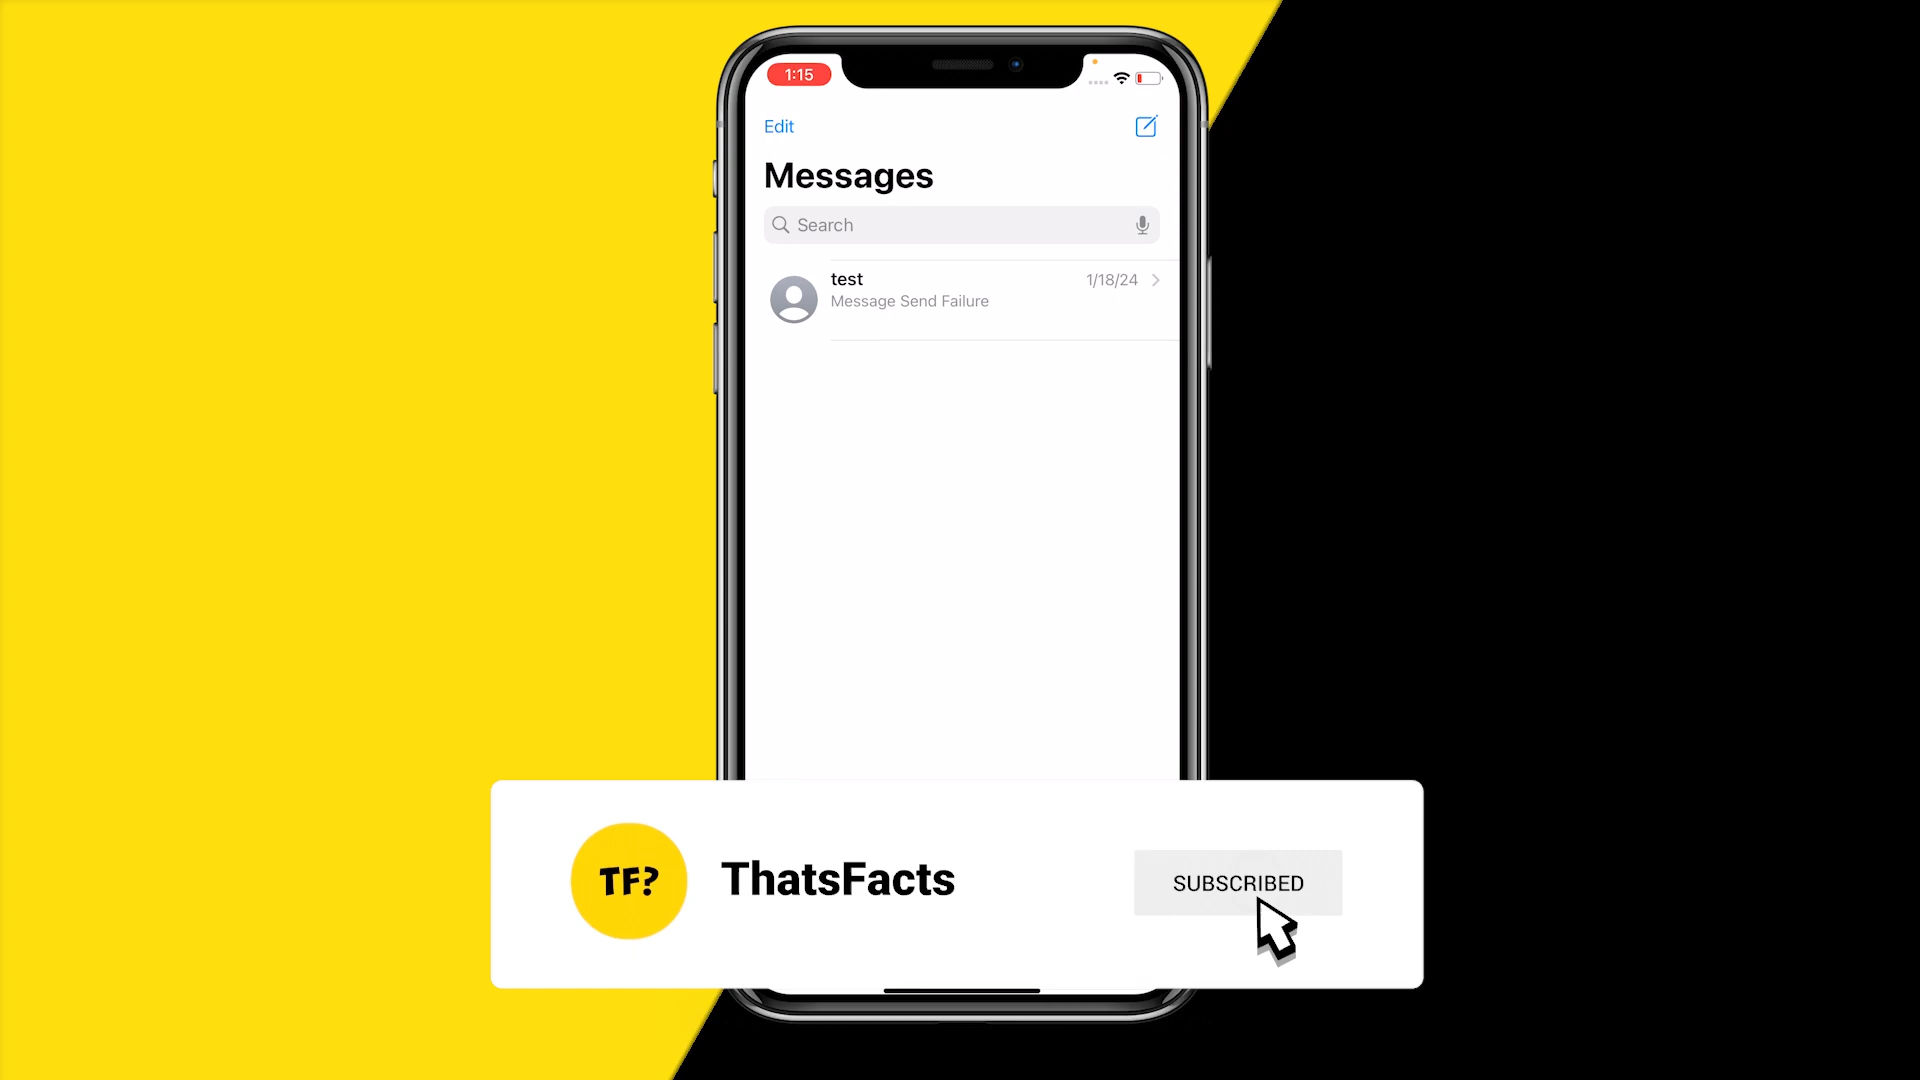 1:15
Edit
Messages
Search
test 1/18/24
Message Send Failure
TF? ThatsFacts SUBSCRIBED